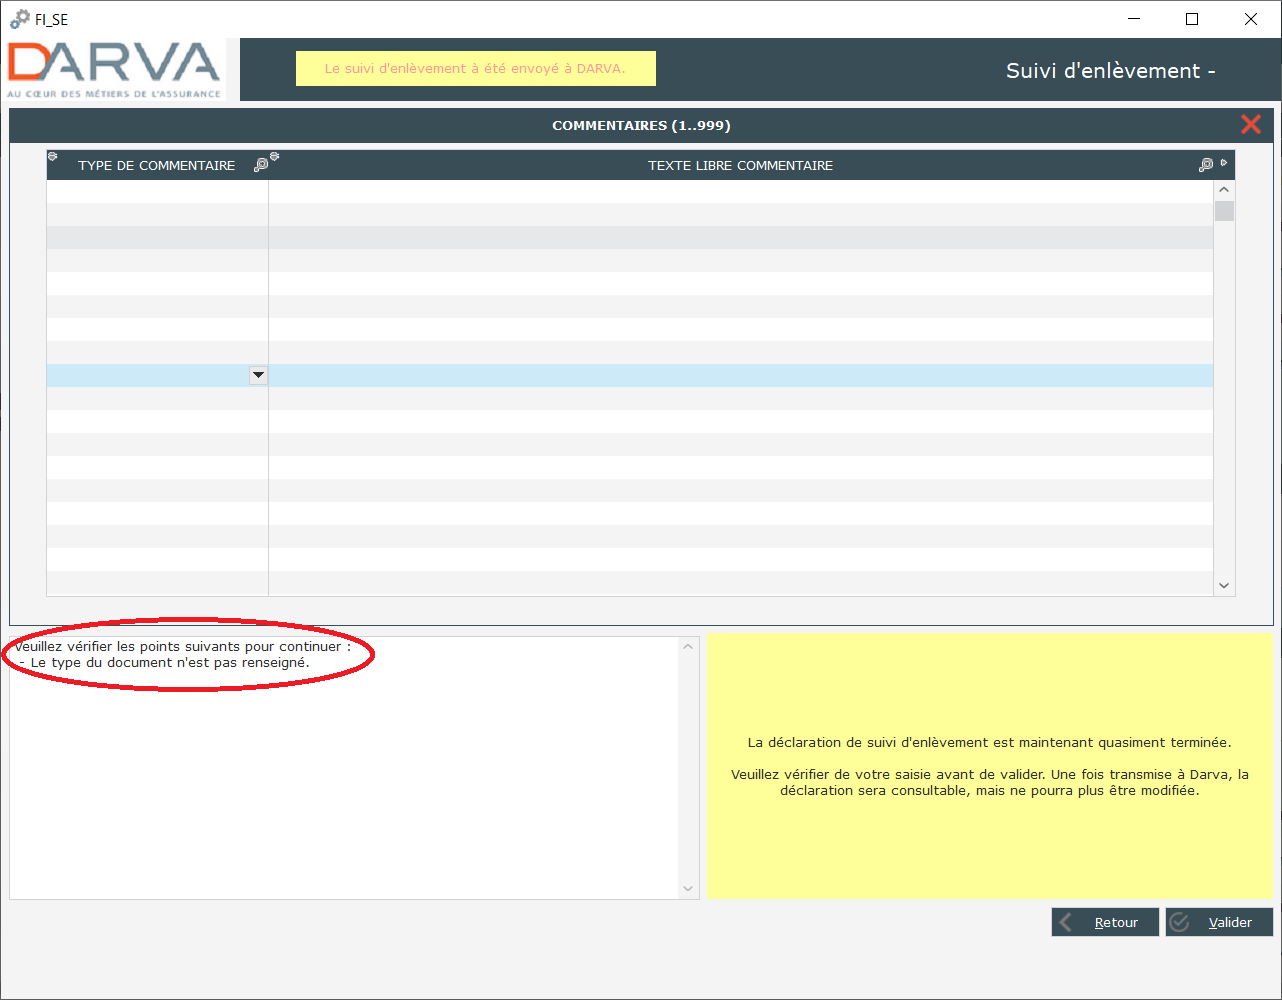 FI_SE
DARVA
AU CŒUR DES MÉTIERS DE L'ASSURANCE
Le suivi d'enlèvement à été envoyé à DARVA.
Suivi d'enlèvement -
COMMENTAIRES (1..999)
TYPE DE COMMENTAIRE
TEXTE LIBRE COMMENTAIRE
Veuillez vérifier les points suivants pour continuer :
- Le type du document n'est pas renseigné.
La déclaration de suivi d'enlèvement est maintenant quasiment terminée.
Veuillez vérifier de votre saisie avant de valider. Une fois transmise à Darva, la
déclaration sera consultable, mais ne pourra plus être modifiée.
Retour
Valider